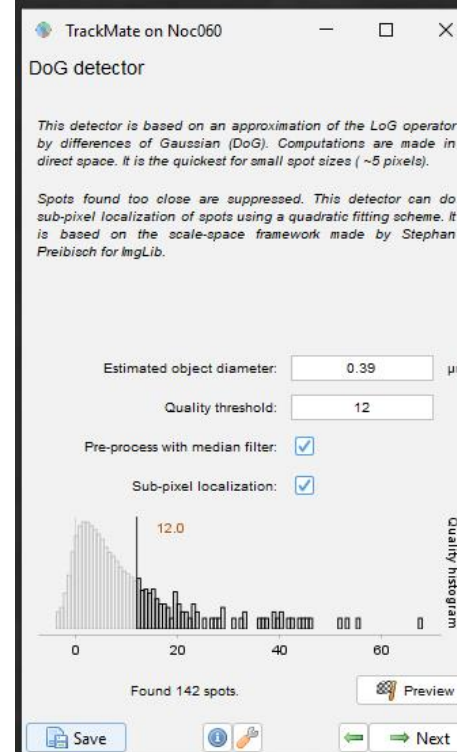 TrackMate on Noc060
DoG detector
This detector is based on an approximation of the LoG operator
by differences of Gaussian (DoG). Computations are made in
direct space. It is the quickest for small spot sizes ( ~5 pixels).
Spots found too close are suppressed. This detector can do
sub-pixel localization of spots using a quadratic fitting scheme. It
is based on the scale-space framework made by Stephan
Preibisch for ImgLib.
Estimated object diameter: 0.39 µ
Quality threshold: 12
Pre-process with median filter:
Sub-pixel localization:
12.0
Quality histogram
0 20 40 60
Found 142 spots. Preview
Save Next